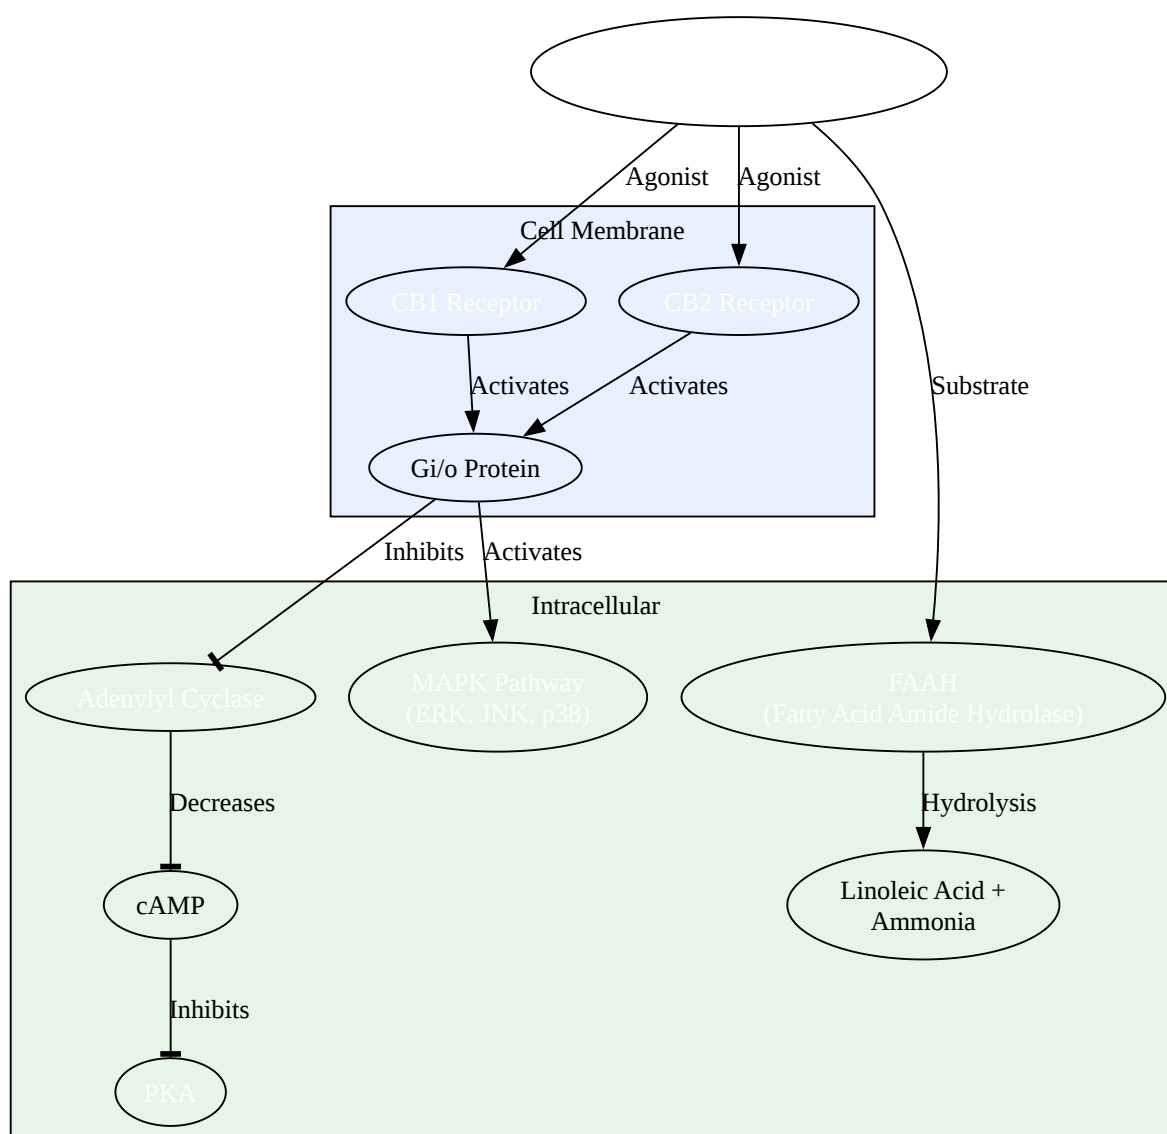 Agonist
Agonist
Cell Membrane
CB1 Receptor
CB2 Receptor
Activates
Activates
Substrate
Gi/o Protein
Inhibits
Activates
Intracellular
Adenylyl Cyclase
MAPK Pathway
(ERK, JNK, p38)
FAAH
(Fatty Acid Amide Hydrolase)
Decreases
Hydrolysis
cAMP
Linoleic Acid +
Ammonia
Inhibits
PKA